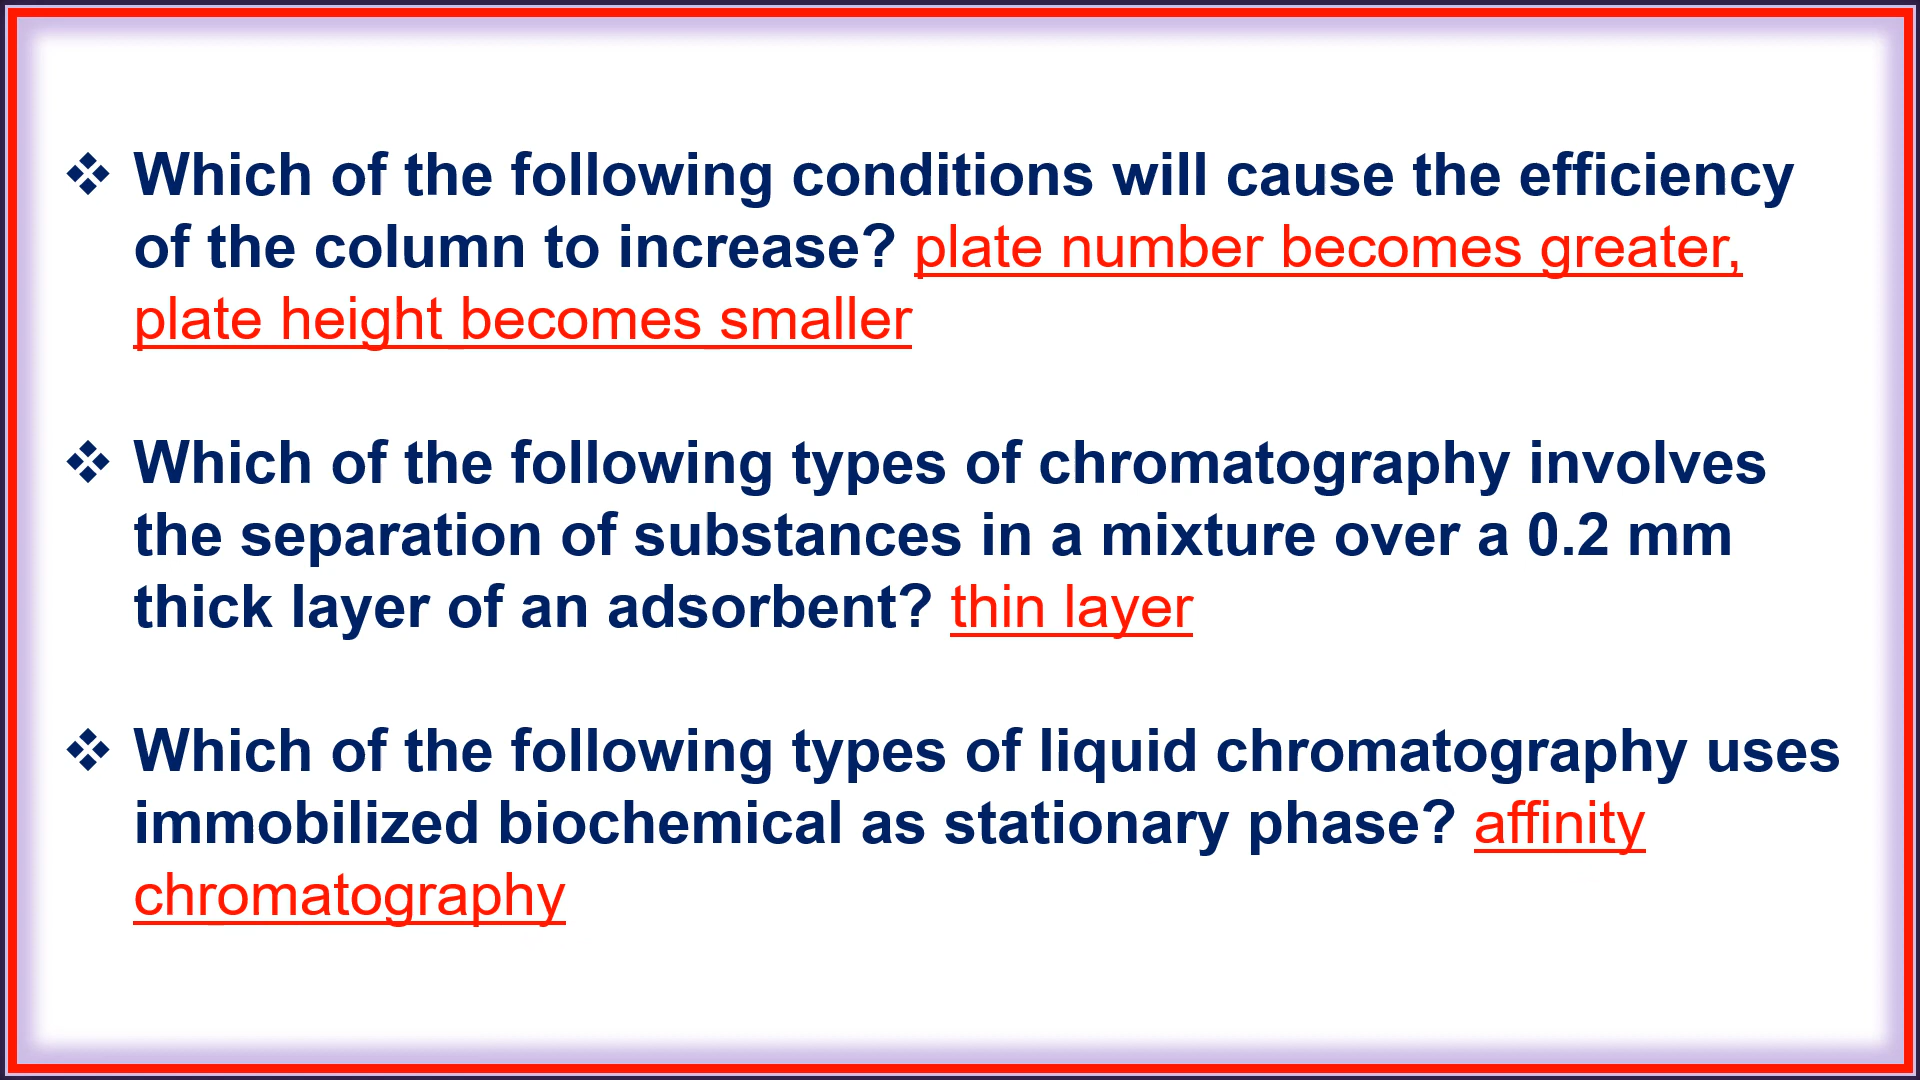 ❖ Which of the following conditions will cause the efficiency
of the column to increase? plate number becomes greater,
plate height becomes smaller
❖ Which of the following types of chromatography involves
the separation of substances in a mixture over a 0.2 mm
thick layer of an adsorbent? thin layer
❖ Which of the following types of liquid chromatography uses
immobilized biochemical as stationary phase? affinity
chromatography